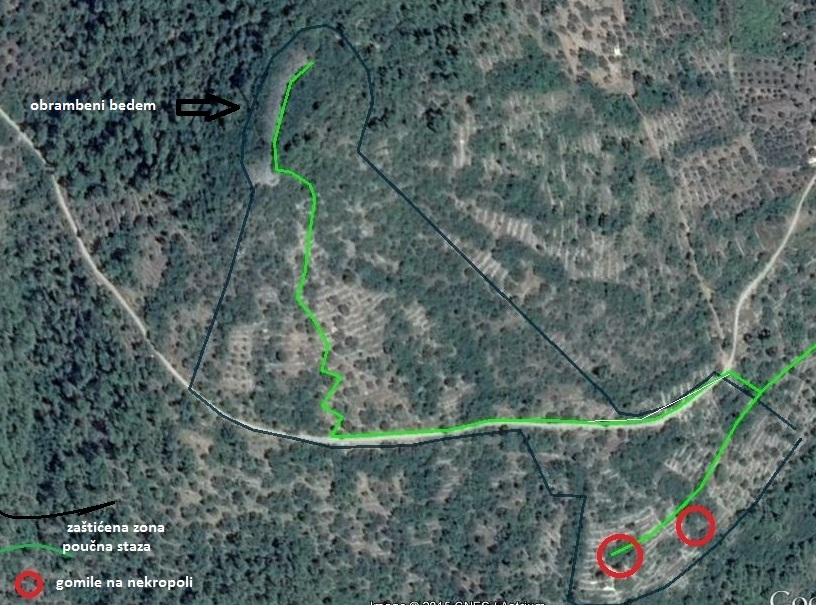 obrambeni bedem
zaštićena zona
poučna staza
gomile na nekropoli